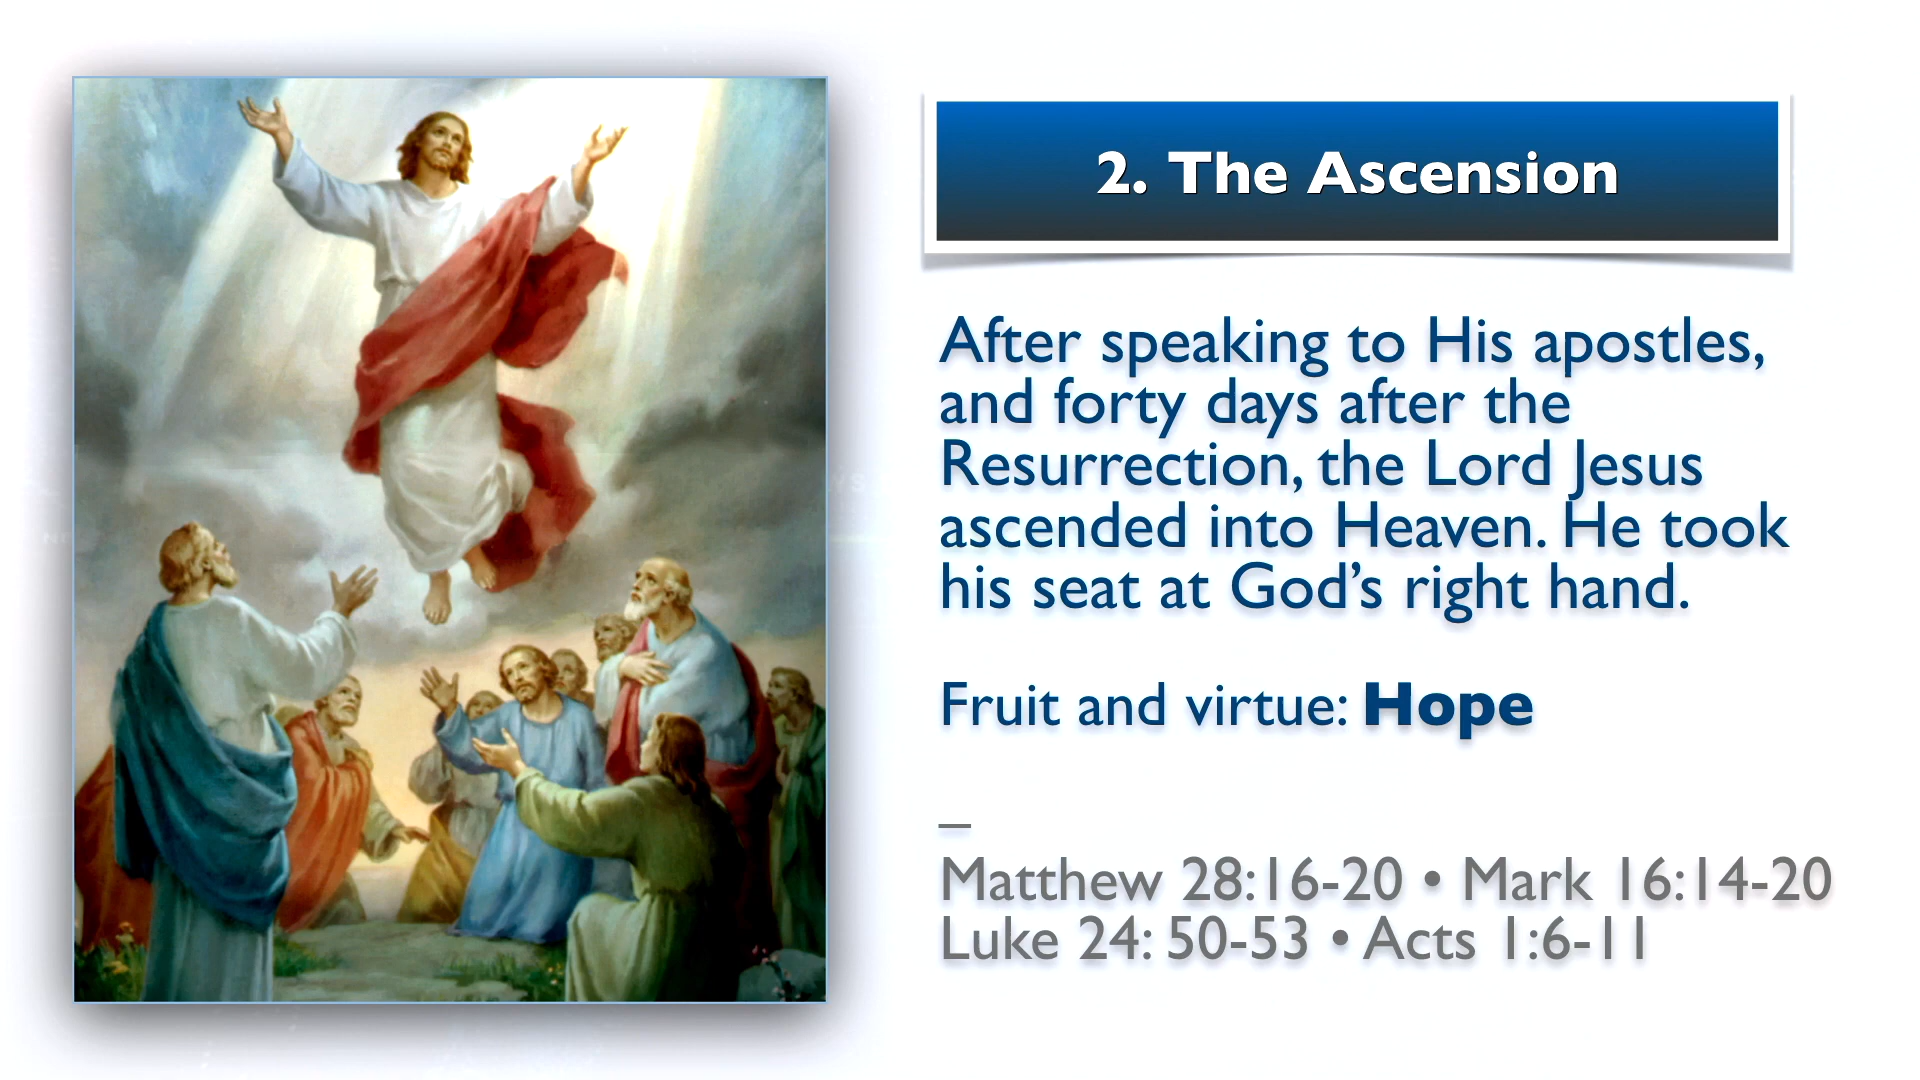 2. The Ascension
After speaking to His apostles,
and forty days after the
Resurrection, the Lord Jesus
ascended into Heaven. He took
his seat at God’s right hand.
Fruit and virtue: Hope
_
Matthew 28:16-20 • Mark 16:14-20
Luke 24: 50-53 • Acts 1:6-11